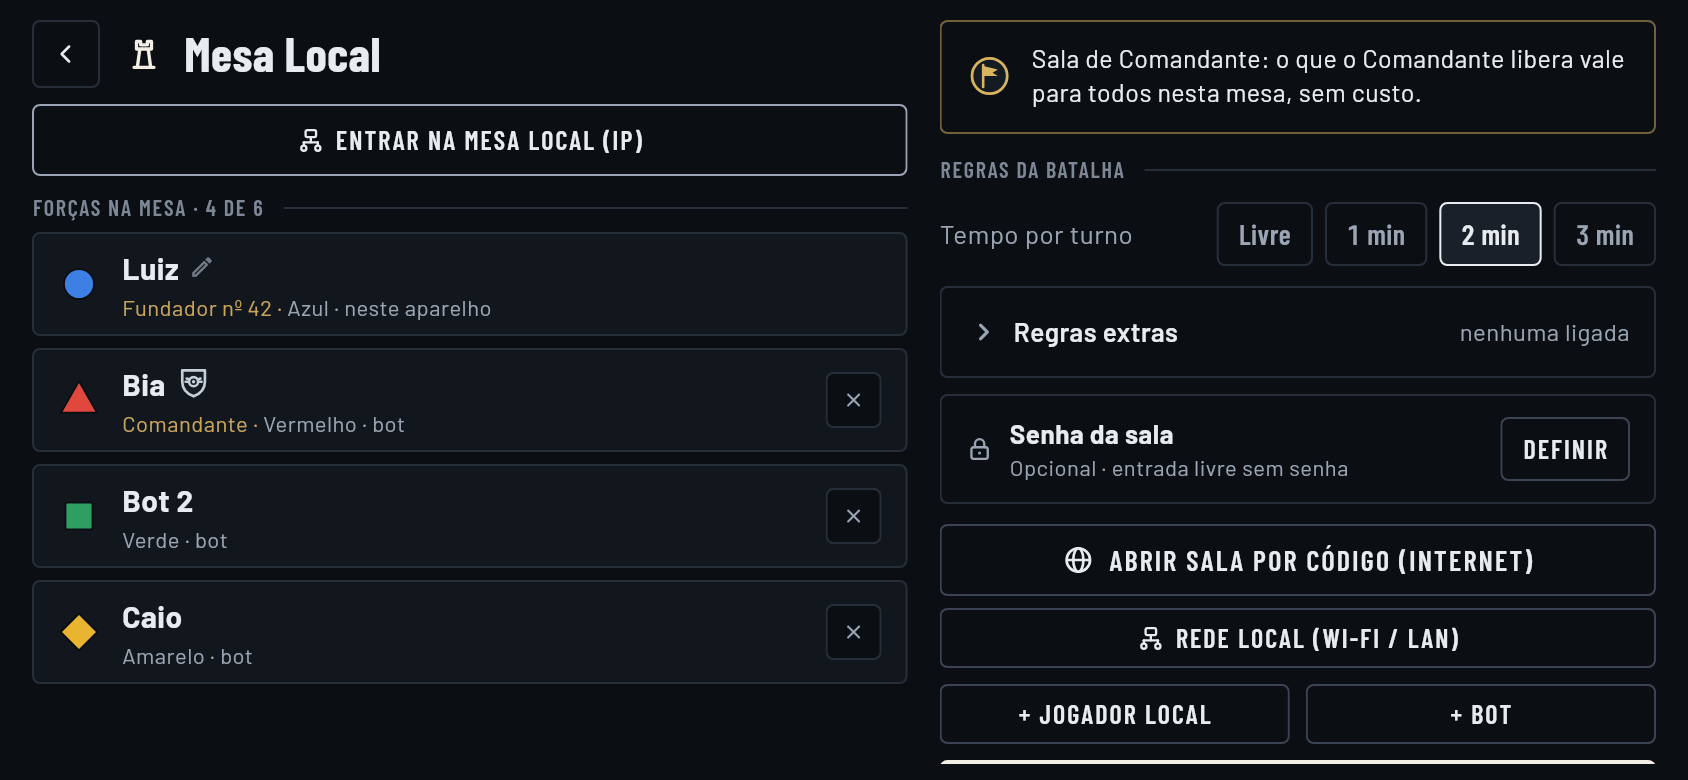 Mesa Local
ENTRAR NA MESA LOCAL (IP)
FORÇAS NA MESA · 4 DE 6
Luiz
Fundador nº 42 · Azul · neste aparelho
Bia
Comandante · Vermelho · bot
Bot 2
Verde · bot
Caio
Amarelo · bot
Sala de Comandante: o que o Comandante libera vale
para todos nesta mesa, sem custo.
REGRAS DA BATALHA
Tempo por turno Livre 1 min 2 min 3 min
Regras extras nenhuma ligada
Senha da sala
Opcional · entrada livre sem senha
DEFINIR
ABRIR SALA POR CÓDIGO (INTERNET)
REDE LOCAL (WI-FI / LAN)
+ JOGADOR LOCAL + BOT